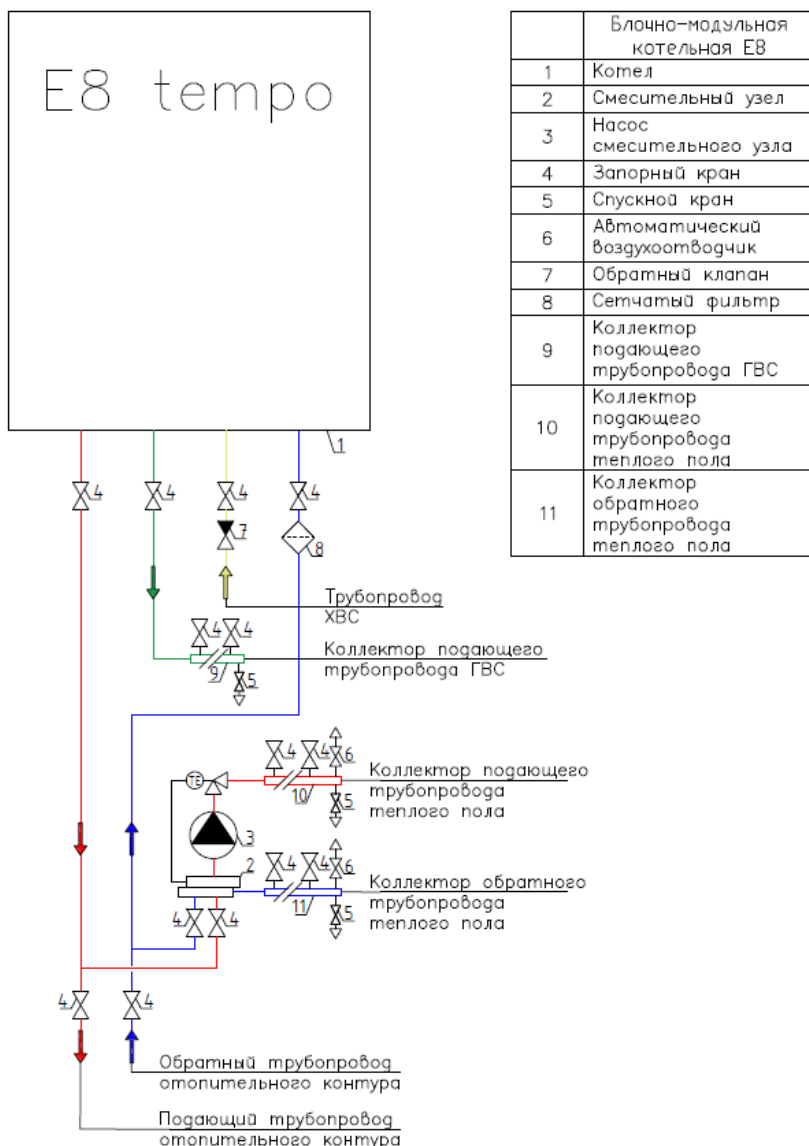 E8 tempo
Блочно-модульная
котельная E8
1 Котел
2 Смесительный узел
3 Насос
смесительного узла
4 Запорный кран
5 Спускной кран
6 Автоматический
воздухоотводчик
7 Обратный клапан
8 Сетчатый фильтр
9 Коллектор
подающего
трубопровода ГВС
10 Коллектор
подающего
трубопровода
теплого пола
11 Коллектор
обратного
трубопровода
теплого пола
1
4 4 4 4
7 8
Трубопровод
ХВС
4 4
Коллектор подающего
трубопровода ГВС
9 5
4 4 6
TE
Коллектор подающего
трубопровода
теплого пола
10 5
3
4 4 6
2
Коллектор обратного
трубопровода
теплого пола
11 5
4 4
4 4
Обратный трубопровод
отопительного контура
Подающий трубопровод
отопительного контура